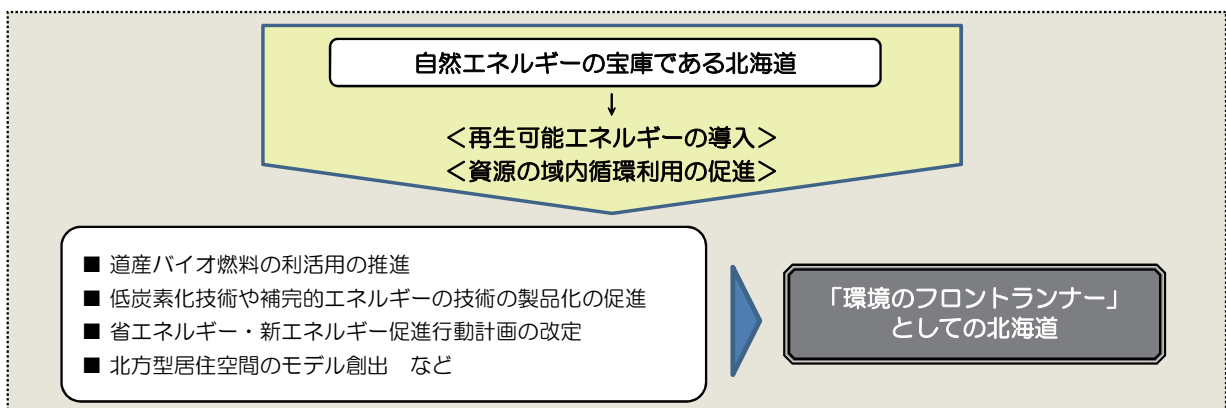 自然エネルギーの宝庫である北海道
↓
＜再生可能エネルギーの導入＞
＜資源の域内循環利用の促進＞
■ 道産バイオ燃料の利活用の推進
■ 低炭素化技術や補完的エネルギーの技術の製品化の促進
■ 省エネルギー・新エネルギー促進行動計画の改定
■ 北方型居住空間のモデル創出　など
「環境のフロントランナー」
としての北海道